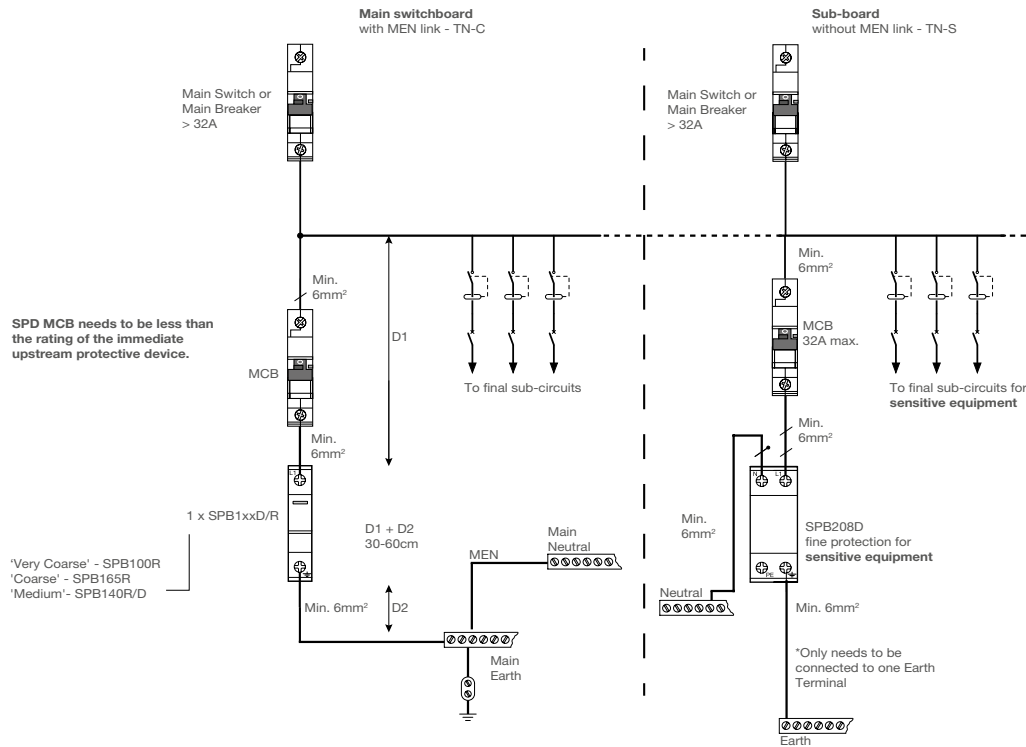 Main switchboard
with MEN link - TN-C
Sub-board
without MEN link - TN-S
Main Switch or
Main Breaker
> 32A
Main Switch or
Main Breaker
> 32A
Min.
6mm²
SPD MCB needs to be less than
the rating of the immediate
upstream protective device.
MCB
D1
To final sub-circuits
Min.
6mm²
L1
1 x SPB1xxD/R
'Very Coarse' - SPB100R
'Coarse' - SPB165R
'Medium'- SPB140R/D
D1 + D2
30-60cm
Min. 6mm²
D2
MEN
Main
Neutral
Main
Earth
Min.
6mm²
MCB
32A max.
To final sub-circuits for
sensitive equipment
Min.
6mm²
N
L1
Min.
6mm²
SPB208D
fine protection for
sensitive equipment
PE
Neutral
Min. 6mm²
*Only needs to be
connected to one Earth
Terminal
Earth